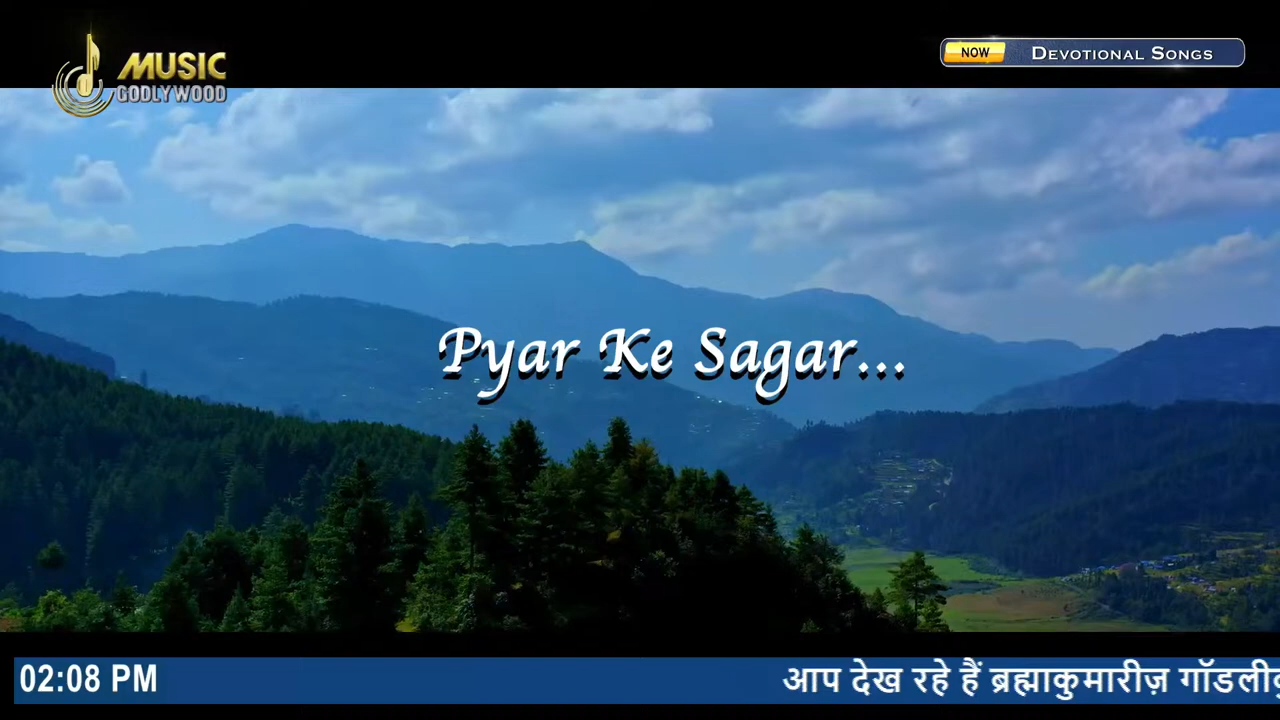 MUSIC
GODLYWOOD
NOW
DEVOTIONAL SONGS
Pyar Ke Sagar...
02:08 PM
आप देख रहे हैं ब्रह्माकुमारीज़